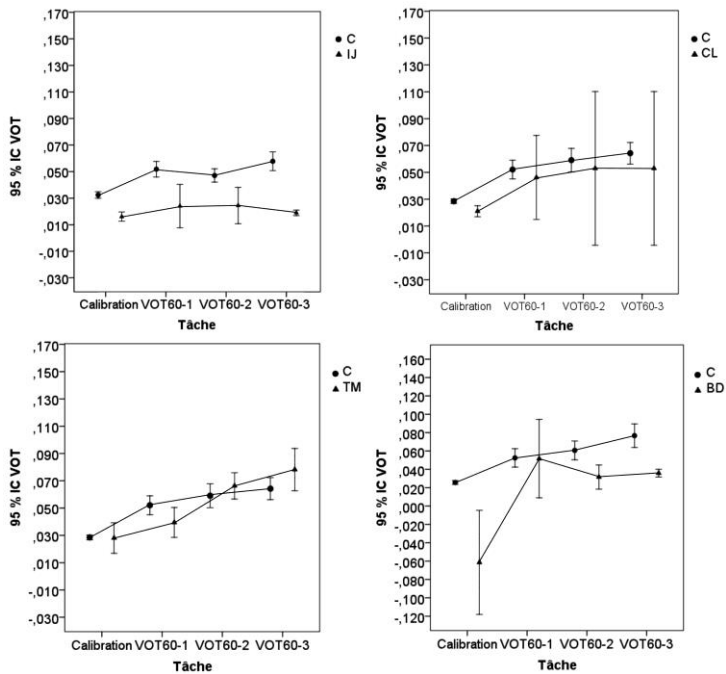 ,170
,150
,130
,110
,090
,070
,050
,030
,010
-,010
-,030
95 % IC VOT
Calibration VOT60-1 VOT60-2 VOT60-3
Tâche
C
IJ
,170
,150
,130
,110
,090
,070
,050
,030
,010
-,010
-,030
95 % IC VOT
Calibration VOT60-1 VOT60-2 VOT60-3
Tâche
C
CL
,170
,150
,130
,110
,090
,070
,050
,030
,010
-,010
-,030
95 % IC VOT
Calibration VOT60-1 VOT60-2 VOT60-3
Tâche
C
TM
,160
,140
,120
,100
,080
,060
,040
,020
,000
-,020
-,040
-,060
-,080
-,100
-,120
95 % IC VOT
Calibration VOT60-1 VOT60-2 VOT60-3
Tâche
C
BD